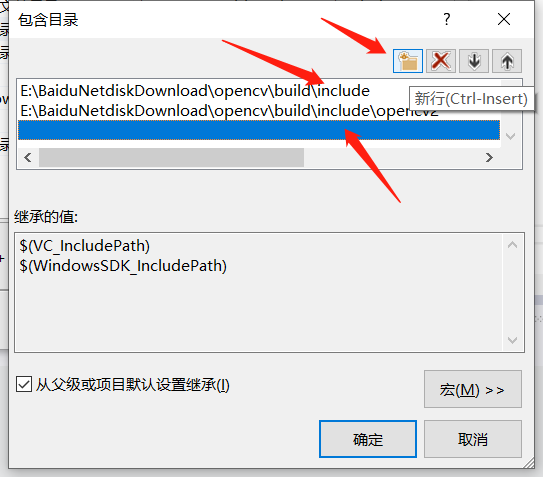 包含目录
?
E:\BaiduNetdiskDownload\opencv\build\include
E:\BaiduNetdiskDownload\opencv\build\include\opencv2
新行(Ctrl-Insert)
继承的值:
$(VC_IncludePath)
$(WindowsSDK_IncludePath)
从父级或项目默认设置继承(I)
宏(M) >>
确定
取消